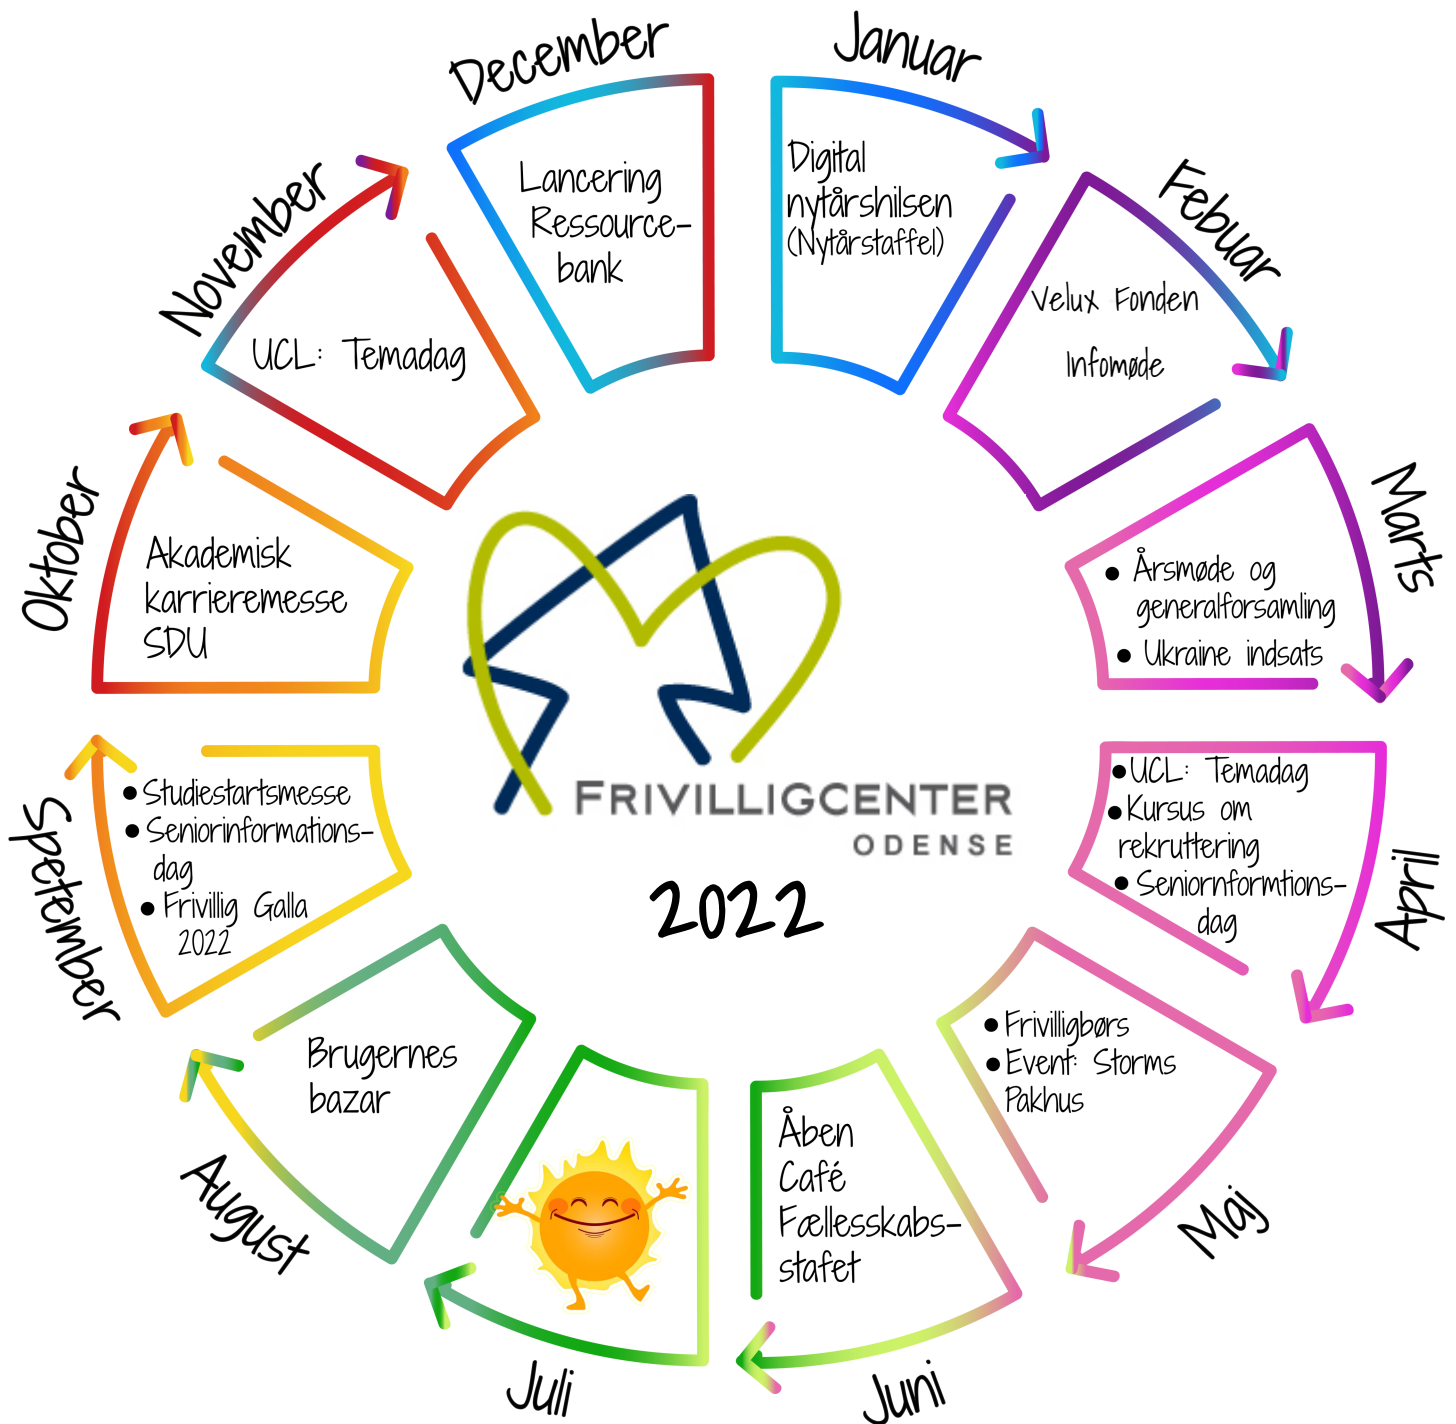 Januar
Digital
nytårshilsen
(Nytårstaffel)
Febuar
Velux Fonden
Infomøde
Marts
● Årsmøde og
generalforsamling
● Ukraine indsats
April
● UCL: Temadag
● Kursus om
rekruttering
● Seniornformtions-
dag
Maj
● Frivilligbørs
● Event: Storms
Pakhus
Juni
Åben
Café
Fællesskabs-
stafet
Juli
August
Brugernes
bazar
Spetetember
● Studiestartsmesse
● Seniorinformations-
dag
● Frivillig Galla
2022
Oktober
Akademisk
karrieremesse
SDU
November
UCL: Temadag
December
Lancering
Ressource-
bank
FRIVILLIGCENTER
ODENSE
2022